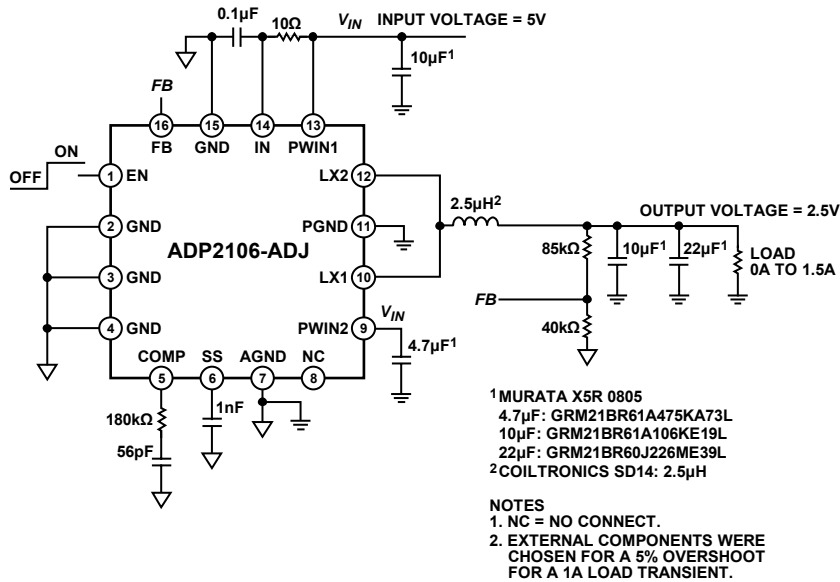 0.1µF
10Ω
VIN
INPUT VOLTAGE = 5V
10µF1
FB
16
15
14
13
FB
GND
IN
PWIN1
ON
OFF
1
EN
LX2
12
2.5µH2
OUTPUT VOLTAGE = 2.5V
2
GND
PGND
11
85kΩ
10µF1
22µF1
LOAD
0A TO 1.5A
ADP2106-ADJ
3
GND
LX1
10
FB
VIN
4
GND
PWIN2
9
40kΩ
4.7µF1
COMP
SS
AGND
NC
5
6
7
8
180kΩ
1nF
56pF
1 MURATA X5R 0805
4.7µF: GRM21BR61A475KA73L
10µF: GRM21BR61A106KE19L
22µF: GRM21BR60J226ME39L
2 COILTRONICS SD14: 2.5µH
NOTES
1. NC = NO CONNECT.
2. EXTERNAL COMPONENTS WERE
CHOSEN FOR A 5% OVERSHOOT
FOR A 1A LOAD TRANSIENT.